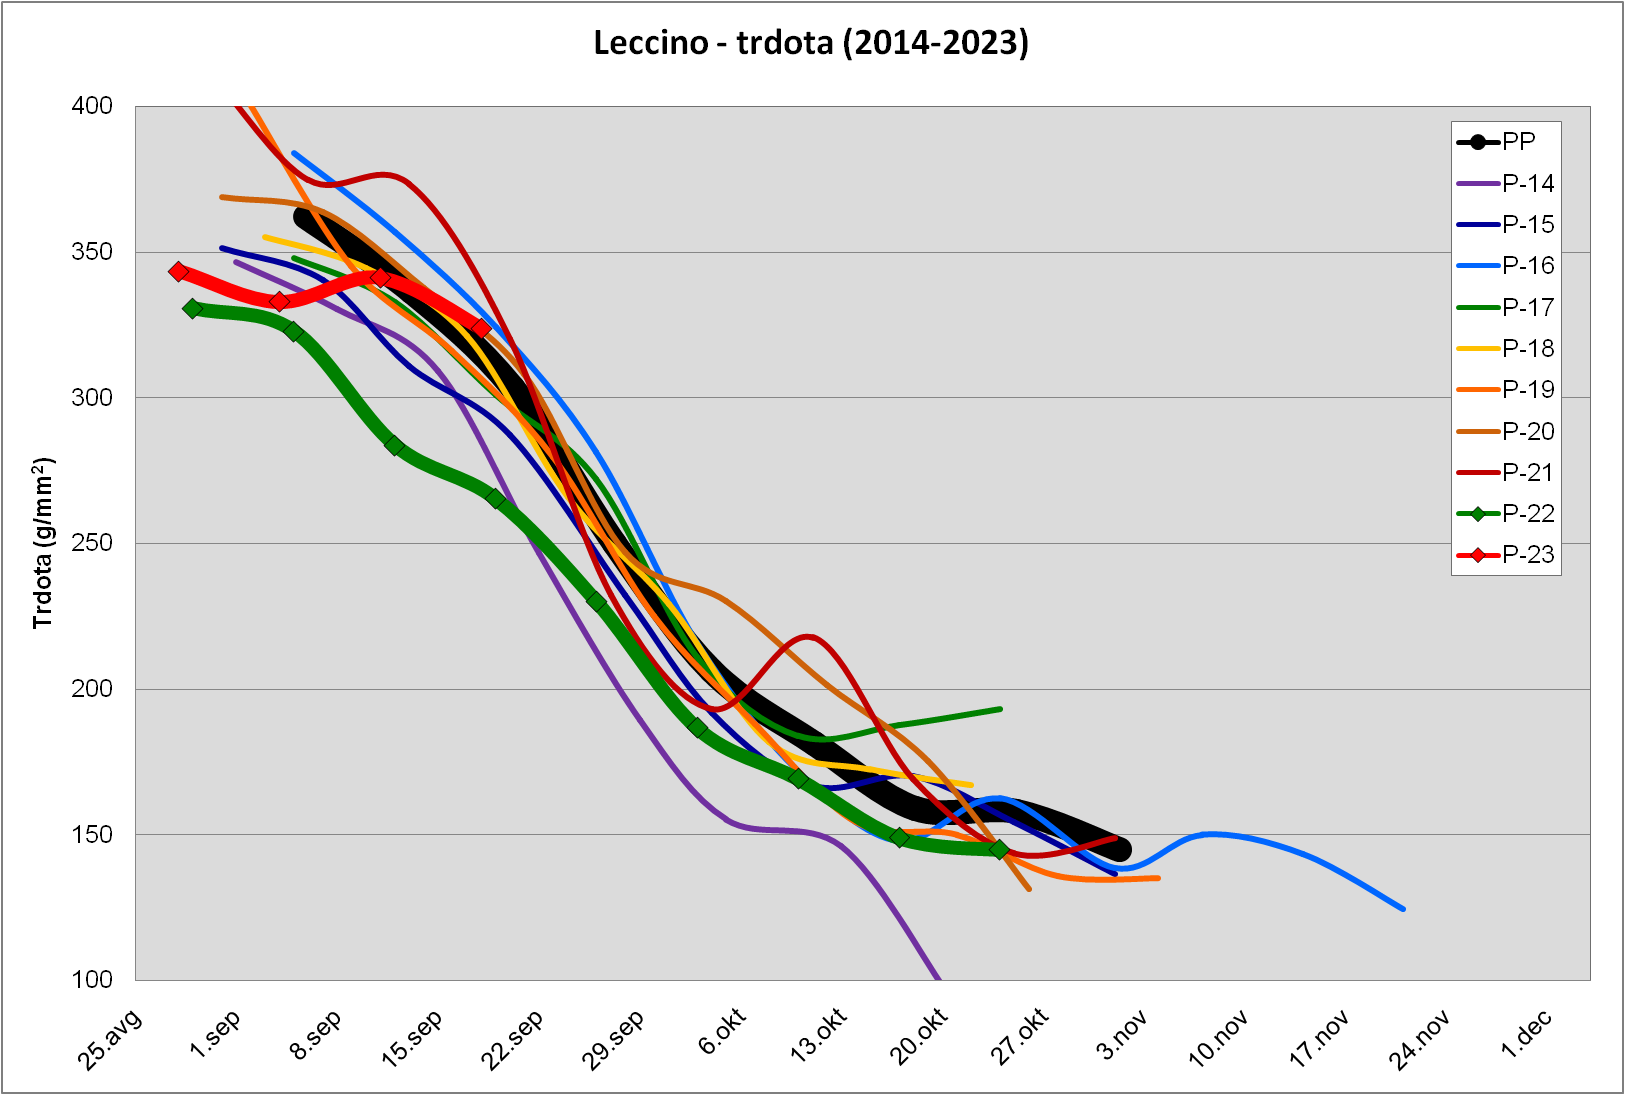 Leccino - trdota (2014-2023)
Trdota (g/mm²)
400
350
300
250
200
150
100
25.avg
1.sep
8.sep
15.sep
22.sep
29.sep
6.okt
13.okt
20.okt
27.okt
3.nov
10.nov
17.nov
24.nov
1.dec
PP
P-14
P-15
P-16
P-17
P-18
P-19
P-20
P-21
P-22
P-23